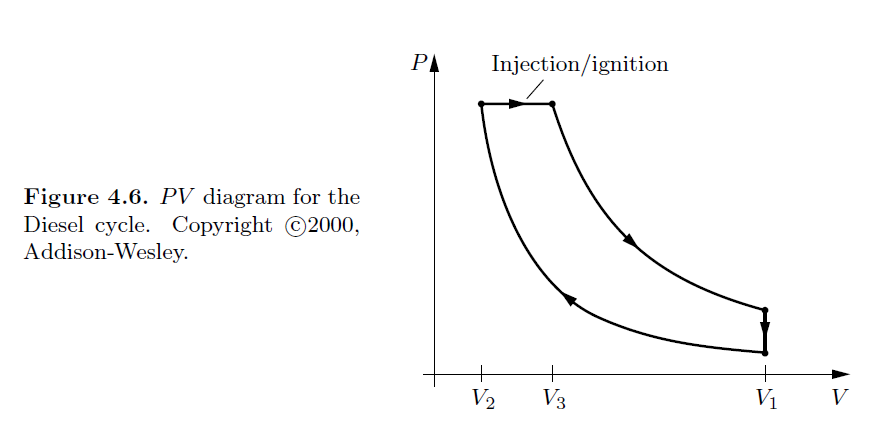 P
Injection/ignition
Figure 4.6. PV diagram for the
Diesel cycle. Copyright ©2000,
Addison-Wesley.
V₂ V₃ V₁ V